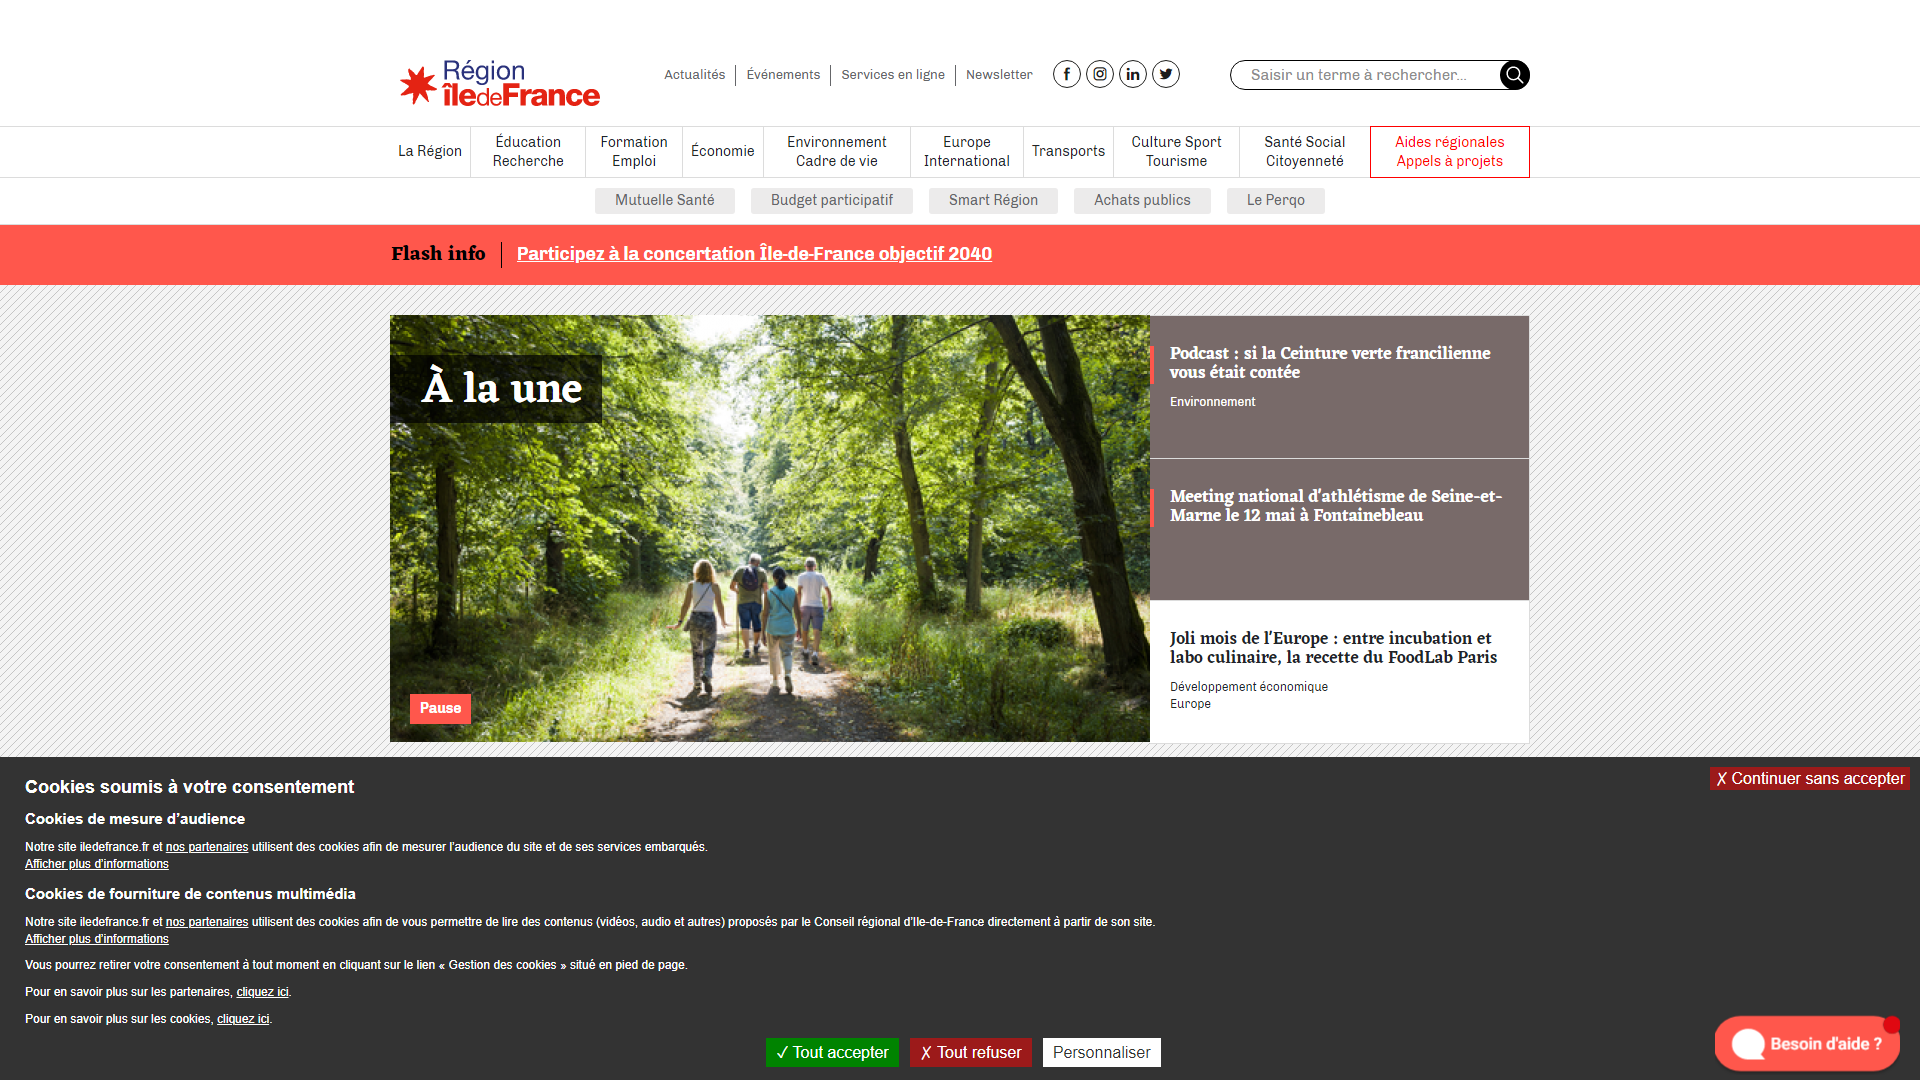 Région
îledeFrance
Actualités
Événements
Services en ligne
Newsletter
Saisir un terme à rechercher...
La Région
Éducation
Recherche
Formation
Emploi
Économie
Environnement
Cadre de vie
Europe
International
Transports
Culture Sport
Tourisme
Santé Social
Citoyenneté
Aides régionales
Appels à projets
Mutuelle Santé
Budget participatif
Smart Région
Achats publics
Le Perqo
Flash info
Participez à la concertation Île-de-France objectif 2040
À la une
Pause
Podcast : si la Ceinture verte francilienne
vous était contée
Environnement
Meeting national d'athlétisme de Seine-et-
Marne le 12 mai à Fontainebleau
Joli mois de l'Europe : entre incubation et
labo culinaire, la recette du FoodLab Paris
Développement économique
Europe
Cookies soumis à votre consentement
✗ Continuer sans accepter
Cookies de mesure d’audience
Notre site iledefrance.fr et nos partenaires utilisent des cookies afin de mesurer l’audience du site et de ses services embarqués.
Afficher plus d’informations
Cookies de fourniture de contenus multimédia
Notre site iledefrance.fr et nos partenaires utilisent des cookies afin de vous permettre de lire des contenus (vidéos, audio et autres) proposés par le Conseil régional d’Ile-de-France directement à partir de son site.
Afficher plus d’informations
Vous pourrez retirer votre consentement à tout moment en cliquant sur le lien « Gestion des cookies » situé en pied de page.
Pour en savoir plus sur les partenaires, cliquez ici.
Pour en savoir plus sur les cookies, cliquez ici.
✓ Tout accepter
✗ Tout refuser
Personnaliser
Besoin d'aide ?